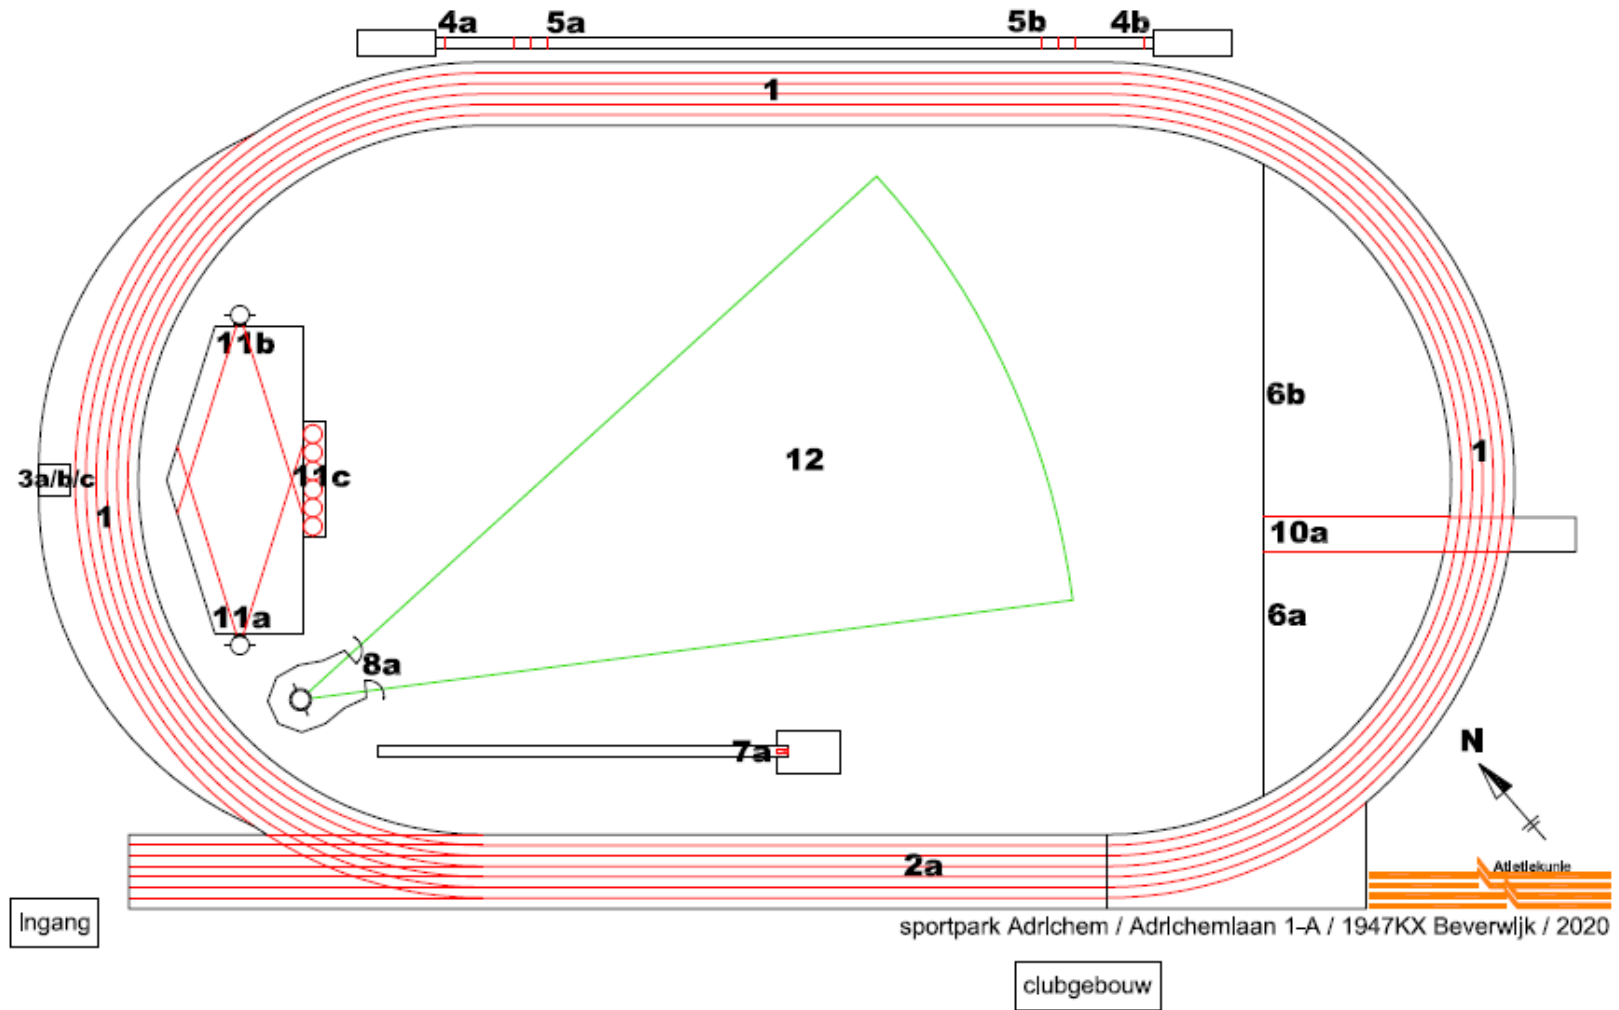 4a 5a 5b 4b
1
11b
6b
12
1
3a/b/c 11c
1
10a
11a 6a
8a
7a
N
2a
Atletiekunie
Ingang
sportpark Adrichem / Adrichemlaan 1-A / 1947KX Beverwijk / 2020
clubgebouw